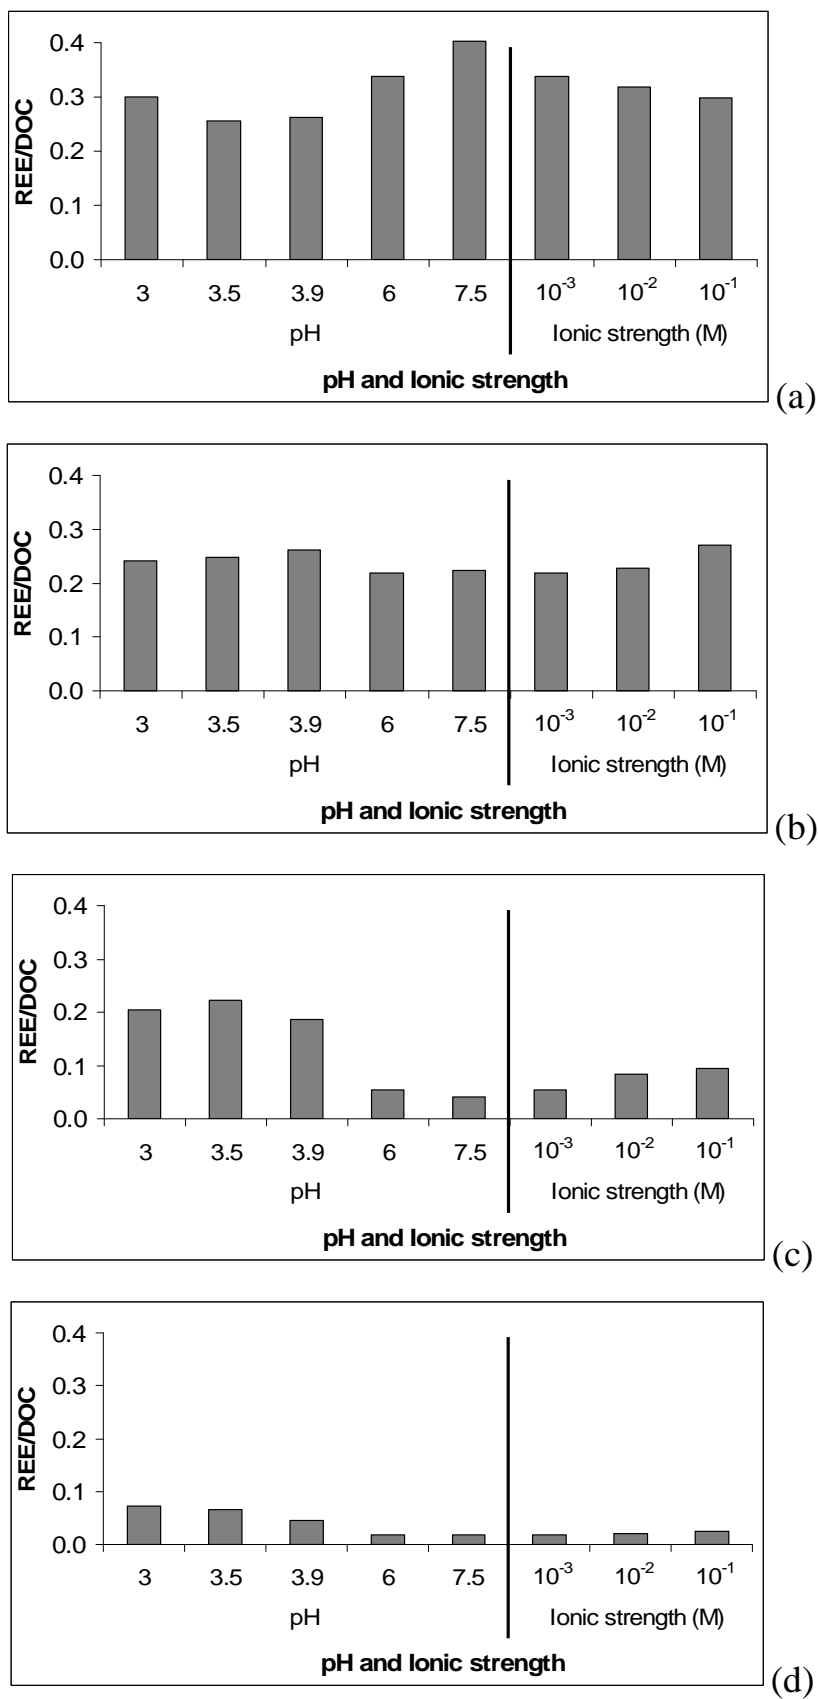 0.4
0.3
0.2
0.1
0.0
REE/DOC
3 3.5 3.9 6 7.5 10⁻³ 10⁻² 10⁻¹
pH Ionic strength (M)
pH and Ionic strength
(a)
0.4
0.3
0.2
0.1
0.0
REE/DOC
3 3.5 3.9 6 7.5 10⁻³ 10⁻² 10⁻¹
pH Ionic strength (M)
pH and Ionic strength
(b)
0.4
0.3
0.2
0.1
0.0
REE/DOC
3 3.5 3.9 6 7.5 10⁻³ 10⁻² 10⁻¹
pH Ionic strength (M)
pH and Ionic strength
(c)
0.4
0.3
0.2
0.1
0.0
REE/DOC
3 3.5 3.9 6 7.5 10⁻³ 10⁻² 10⁻¹
pH Ionic strength (M)
pH and Ionic strength
(d)